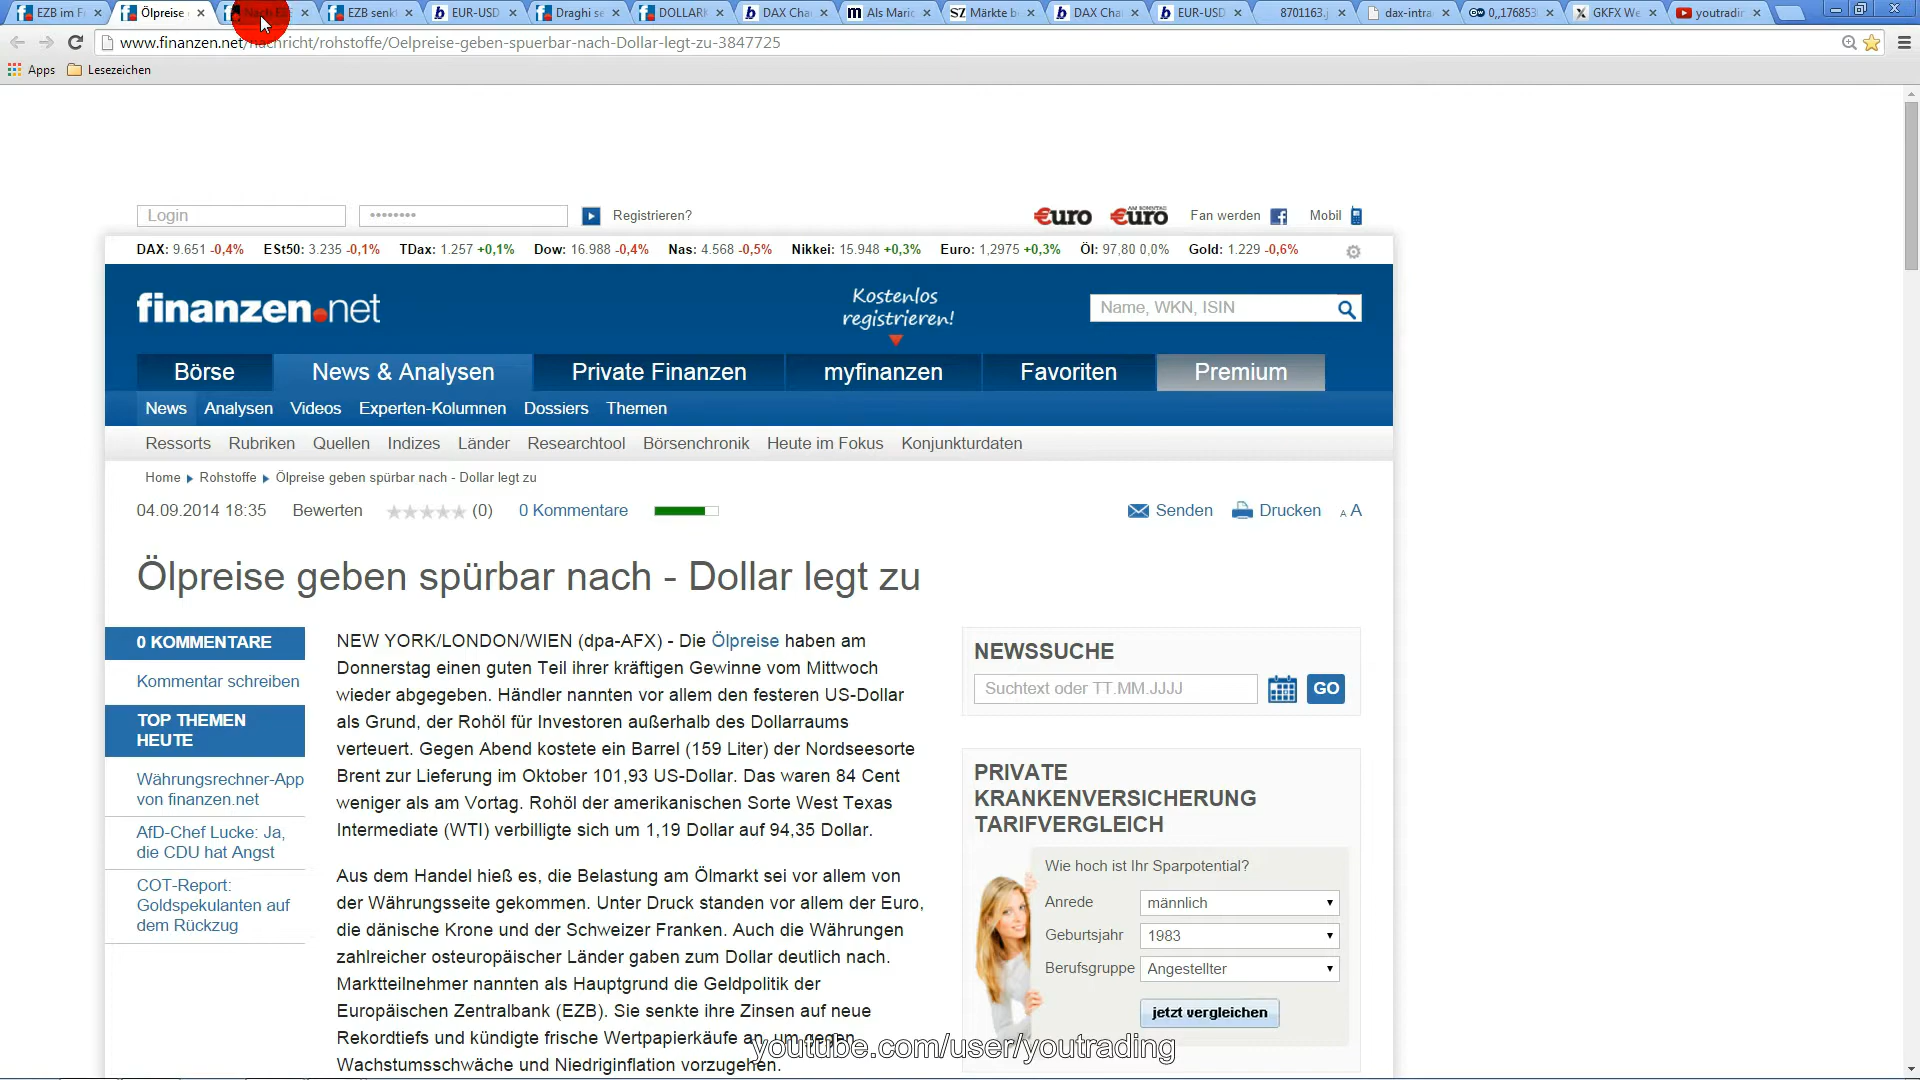 EZB im F
Ölpreise
EZB senk
EUR-USD
Draghi se
DOLLAR
DAX Cha
Als Mario
SZ Märkte b
DAX Cha
EUR-USD
8701163.j
dax-intra
0,,176853
GKFX We
youtradin
www.finanzen.net/nachricht/rohstoffe/Oelpreise-geben-spuerbar-nach-Dollar-legt-zu-3847725
Apps Lesezeichen
Login •••••••• Registrieren? €uro €uro AM SONNTAG Fan werden Mobil
DAX: 9.651 -0,4% ESt50: 3.235 -0,1% TDax: 1.257 +0,1% Dow: 16.988 -0,4% Nas: 4.568 -0,5% Nikkei: 15.948 +0,3% Euro: 1,2975 +0,3% Öl: 97,80 0,0% Gold: 1.229 -0,6%
finanzen.net
Kostenlos
registrieren!
Name, WKN, ISIN
Börse News & Analysen Private Finanzen myfinanzen Favoriten Premium
News Analysen Videos Experten-Kolumnen Dossiers Themen
Ressorts Rubriken Quellen Indizes Länder Researchtool Börsenchronik Heute im Fokus Konjunkturdaten
Home Rohstoffe Ölpreise geben spürbar nach - Dollar legt zu
04.09.2014 18:35 Bewerten (0) 0 Kommentare Senden Drucken A A
Ölpreise geben spürbar nach - Dollar legt zu
0 KOMMENTARE
Kommentar schreiben
TOP THEMEN
HEUTE
Währungsrechner-App
von finanzen.net
AfD-Chef Lucke: Ja,
die CDU hat Angst
COT-Report:
Goldspekulanten auf
dem Rückzug
NEW YORK/LONDON/WIEN (dpa-AFX) - Die Ölpreise haben am
Donnerstag einen guten Teil ihrer kräftigen Gewinne vom Mittwoch
wieder abgegeben. Händler nannten vor allem den festeren US-Dollar
als Grund, der Rohöl für Investoren außerhalb des Dollarraums
verteuert. Gegen Abend kostete ein Barrel (159 Liter) der Nordseesorte
Brent zur Lieferung im Oktober 101,93 US-Dollar. Das waren 84 Cent
weniger als am Vortag. Rohöl der amerikanischen Sorte West Texas
Intermediate (WTI) verbilligte sich um 1,19 Dollar auf 94,35 Dollar.
Aus dem Handel hieß es, die Belastung am Ölmarkt sei vor allem von
der Währungsseite gekommen. Unter Druck standen vor allem der Euro,
die dänische Krone und der Schweizer Franken. Auch die Währungen
zahlreicher osteuropäischer Länder gaben zum Dollar deutlich nach.
Marktteilnehmer nannten als Hauptgrund die Geldpolitik der
Europäischen Zentralbank (EZB). Sie senkte ihre Zinsen auf neue
Rekordtiefs und kündigte frische Wertpapierkäufe an, um gegen
Wachstumsschwäche und Niedriginflation vorzugehen.
NEWSSUCHE
Suchtext oder TT.MM.JJJJ GO
PRIVATE
KRANKENVERSICHERUNG
TARIFVERGLEICH
Wie hoch ist Ihr Sparpotential?
Anrede männlich
Geburtsjahr 1983
Berufsgruppe Angestellter
jetzt vergleichen
youtube.com/user/youtrading